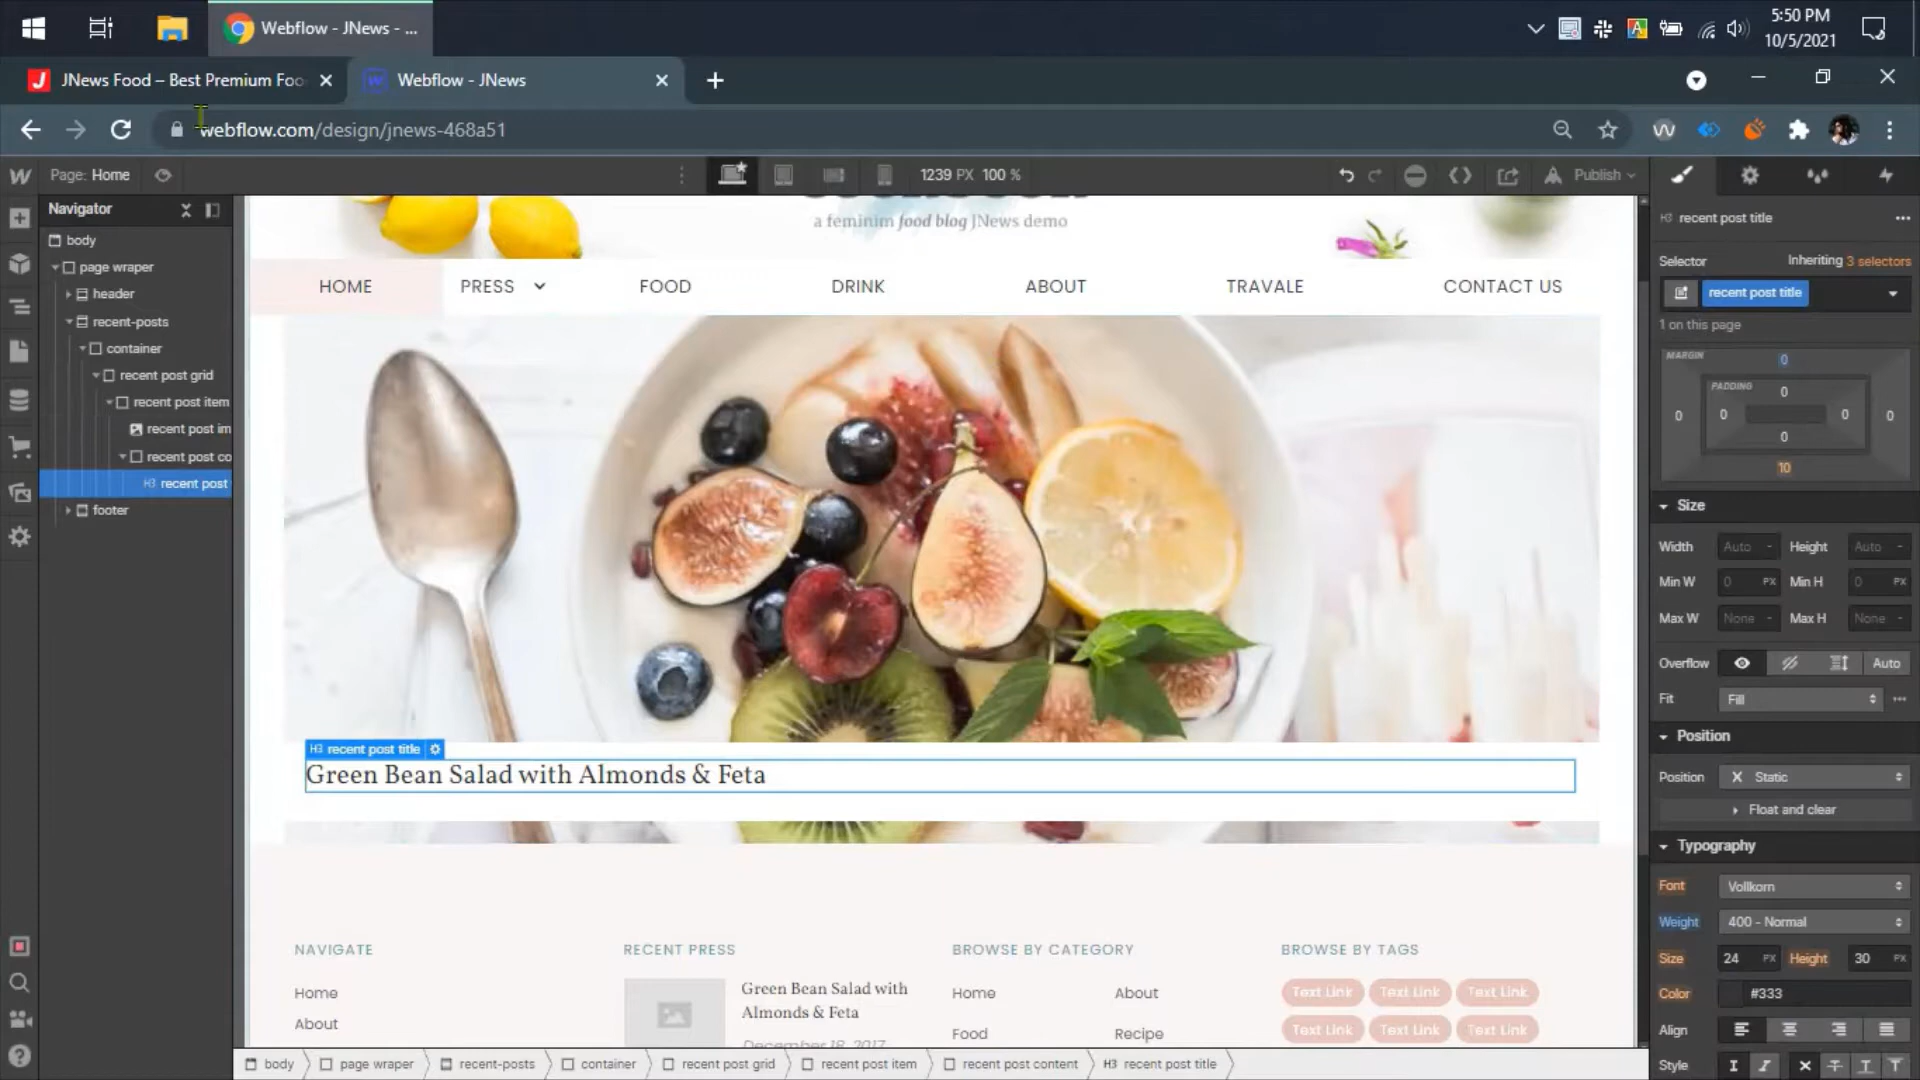 Webflow - JNews - ...
5:50 PM
10/5/2021
JNews Food – Best Premium Foo
Webflow - JNews
webflow.com/design/jnews-468a51
Page: Home
1239 PX 100 %
Publish
Navigator
body
page wraper
header
recent-posts
container
recent post grid
recent post item
recent post im
recent post co
H3 recent post
footer
a feminim food blog JNews demo
HOME
PRESS
FOOD
DRINK
ABOUT
TRAVALE
CONTACT US
H3 recent post title
Green Bean Salad with Almonds & Feta
NAVIGATE
Home
About
RECENT PRESS
Green Bean Salad with
Almonds & Feta
December 18, 2017
BROWSE BY CATEGORY
Home About
Food Recipe
BROWSE BY TAGS
Text Link Text Link Text Link
Text Link Text Link Text Link
body page wraper recent-posts container recent post grid recent post item recent post content H3 recent post title
H3 recent post title
Selector Inheriting 3 selectors
recent post title
1 on this page
MARGIN
0
PADDING
0
0 0 0 0
0
10
Size
Width Auto - Height Auto -
Min W 0 PX Min H 0 PX
Max W None - Max H None -
Overflow Auto
Fit Fill
Position
Position Static
Float and clear
Typography
Font Vollkorn
Weight 400 - Normal
Size 24 PX Height 30 PX
Color #333
Align
Style